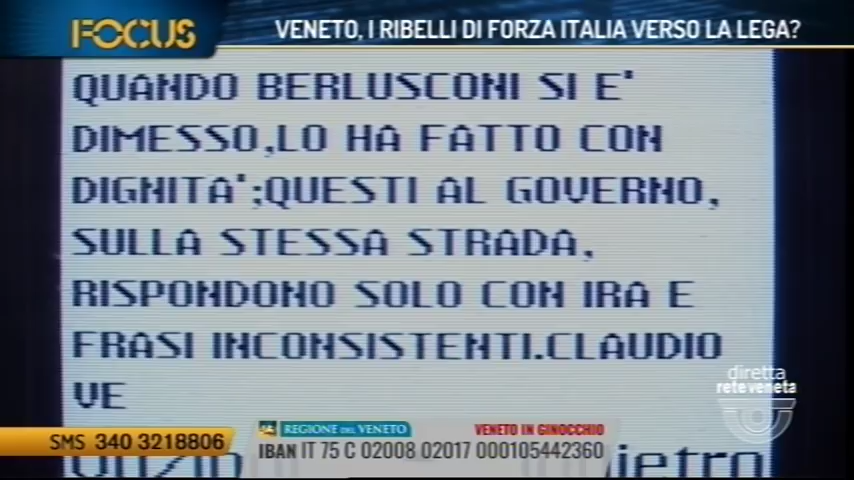 FOCUS
VENETO, I RIBELLI DI FORZA ITALIA VERSO LA LEGA?
QUANDO BERLUSCONI SI E'
DIMESSO,LO HA FATTO CON
DIGNITA';QUESTI AL GOVERNO,
SULLA STESSA STRADA,
RISPONDONO SOLO CON IRA E
FRASI INCONSISTENTI.CLAUDIO
VE
diretta
reteveneta
SMS 340 3218806
REGIONE DEL VENETO
VENETO IN GINOCCHIO
IBAN IT 75 C 02008 02017 000105442360